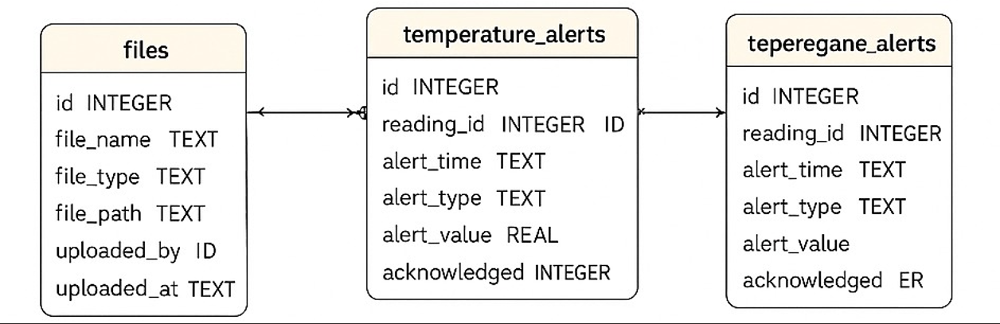 files
id INTEGER
file_name TEXT
file_type TEXT
file_path TEXT
uploaded_by ID
uploaded_at TEXT
temperature_alerts
id INTEGER
reading_id INTEGER ID
alert_time TEXT
alert_type TEXT
alert_value REAL
acknowledged INTEGER
teperegane_alerts
id INTEGER
reading_id INTEGER
alert_time TEXT
alert_type TEXT
alert_value
acknowledged ER